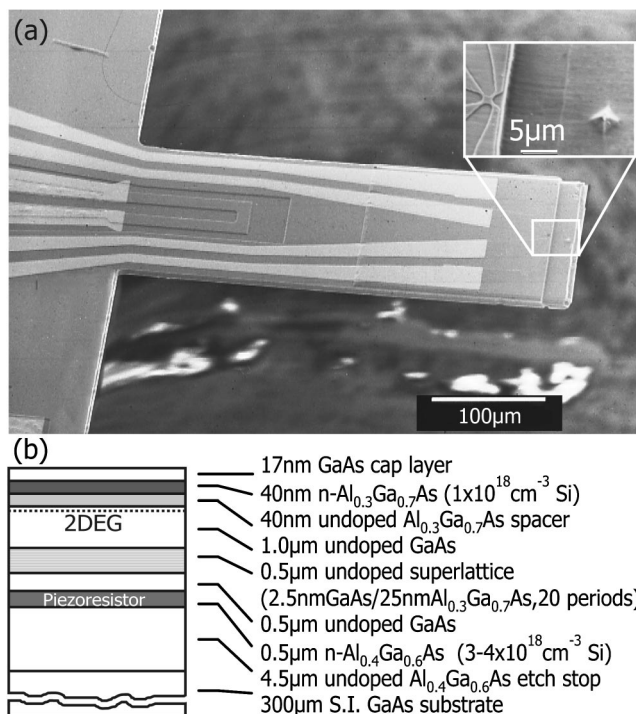 (a)
5µm
100µm
(b)
17nm GaAs cap layer
40nm n-Al0.3Ga0.7As (1x10^18cm^-3 Si)
2DEG
40nm undoped Al0.3Ga0.7As spacer
1.0µm undoped GaAs
0.5µm undoped superlattice
(2.5nmGaAs/25nmAl0.3Ga0.7As,20 periods)
Piezoresistor
0.5µm undoped GaAs
0.5µm n-Al0.4Ga0.6As (3-4x10^18cm^-3 Si)
4.5µm undoped Al0.4Ga0.6As etch stop
300µm S.I. GaAs substrate